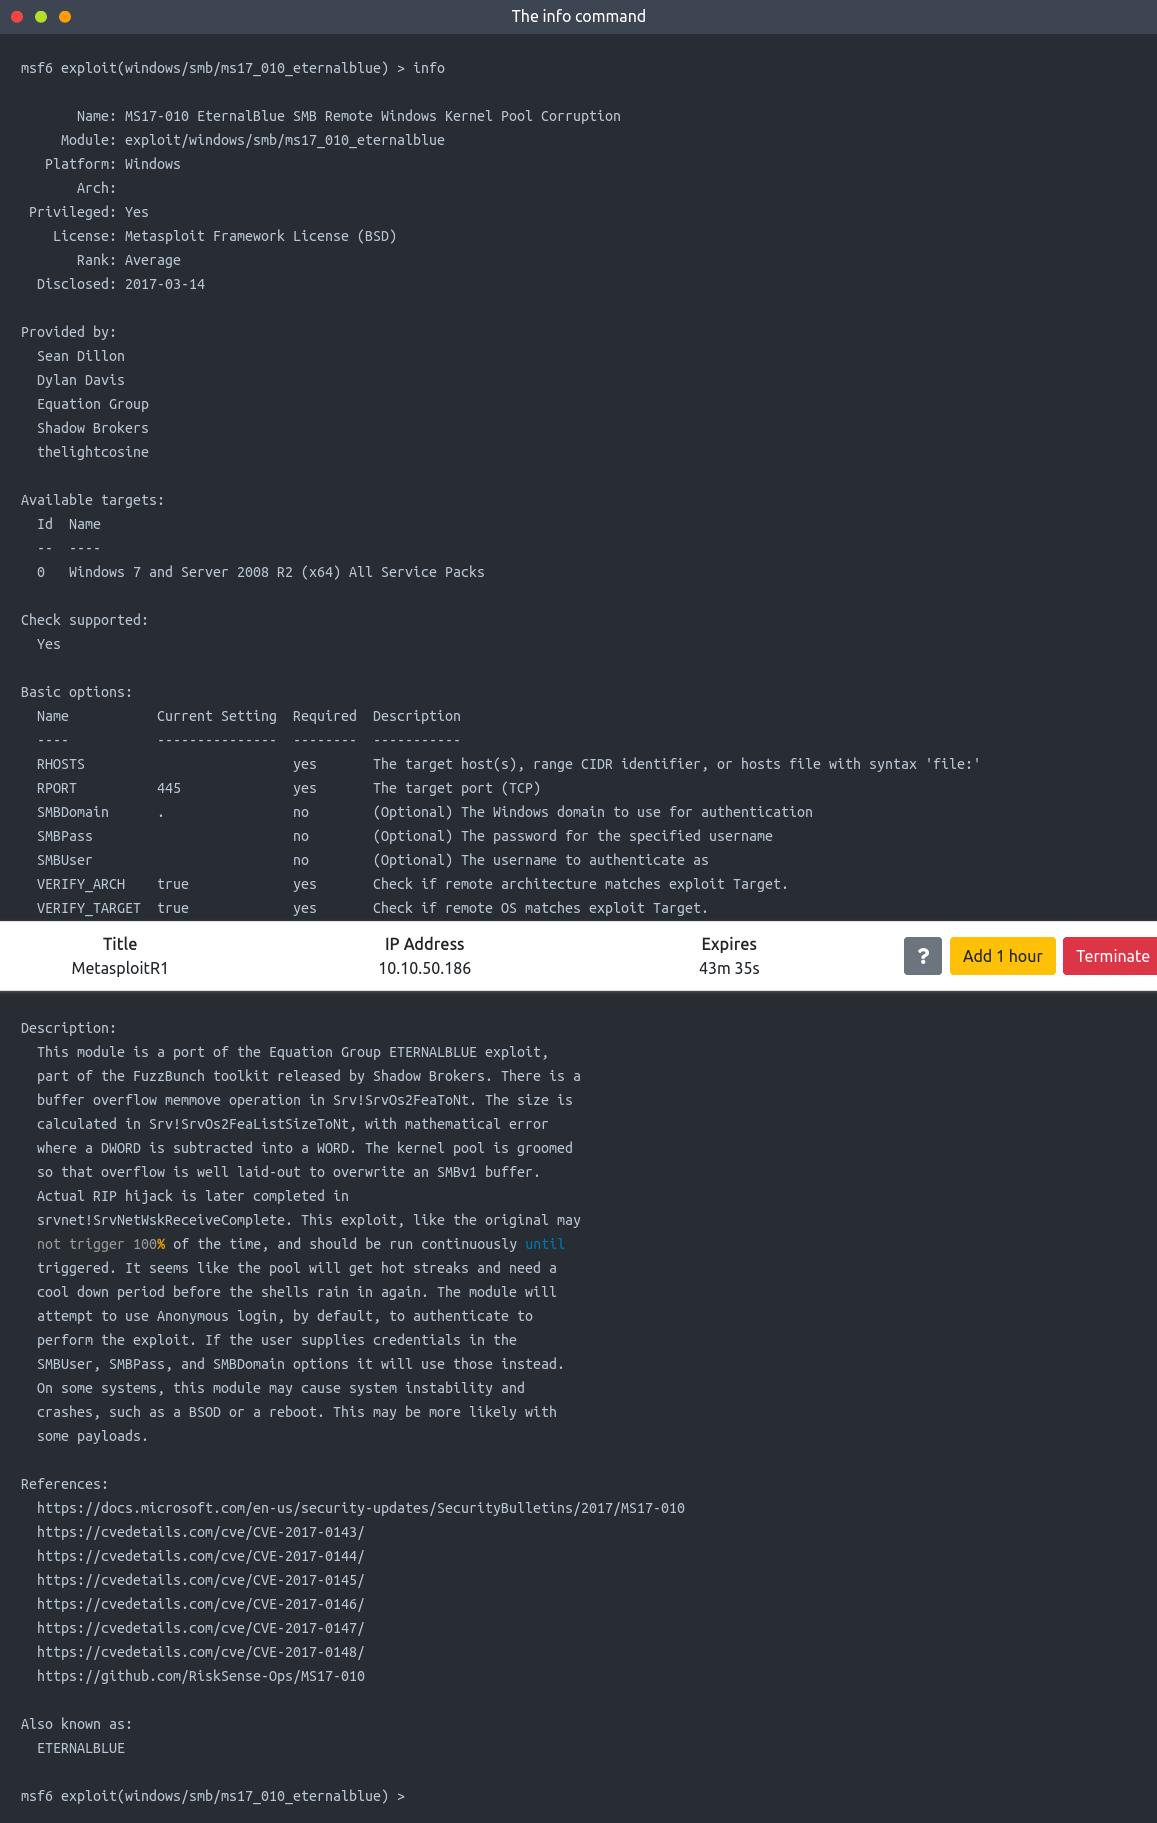 The info command
msf6 exploit(windows/smb/ms17_010_eternalblue) > info
Name: MS17-010 EternalBlue SMB Remote Windows Kernel Pool Corruption
Module: exploit/windows/smb/ms17_010_eternalblue
Platform: Windows
Arch:
Privileged: Yes
License: Metasploit Framework License (BSD)
Rank: Average
Disclosed: 2017-03-14
Provided by:
Sean Dillon
Dylan Davis
Equation Group
Shadow Brokers
thelightcosine
Available targets:
Id  Name
--  ----
0   Windows 7 and Server 2008 R2 (x64) All Service Packs
Check supported:
Yes
Basic options:
Name           Current Setting  Required  Description
----           ---------------  --------  -----------
RHOSTS                          yes       The target host(s), range CIDR identifier, or hosts file with syntax 'file:'
RPORT          445              yes       The target port (TCP)
SMBDomain      .                no        (Optional) The Windows domain to use for authentication
SMBPass                         no        (Optional) The password for the specified username
SMBUser                         no        (Optional) The username to authenticate as
VERIFY_ARCH    true             yes       Check if remote architecture matches exploit Target.
VERIFY_TARGET  true             yes       Check if remote OS matches exploit Target.
Title IP Address Expires
MetasploitR1 10.10.50.186 43m 35s
? Add 1 hour Terminate
Description:
This module is a part of the Equation Group ETERNALBLUE exploit,
part of the FuzzBunch toolkit released by Shadow Brokers. There is a
buffer overflow memmove operation in Srv!SrvOs2FeaToNt. The size is
calculated in Srv!SrvOs2FeaListSizeToNt, with mathematical error
where a DWORD is subtracted into a WORD. The kernel pool is groomed
so that overflow is well laid-out to overwrite an SMBv1 buffer.
Actual RIP hijack is later completed in
srvnet!SrvNetWskReceiveComplete. This exploit, like the original may
not trigger 100% of the time, and should be run continuously until
triggered. It seems like the pool will get hot streaks and need a
cool down period before the shells rain in again. The module will
attempt to use Anonymous login, by default, to authenticate to
perform the exploit. If the user supplies credentials in the
SMBUser, SMBPass, and SMBDomain options it will use those instead.
On some systems, this module may cause system instability and
crashes, such as a BSOD or a reboot. This may be more likely with
some payloads.
References:
https://docs.microsoft.com/en-us/security-updates/SecurityBulletins/2017/MS17-010
https://cvedetails.com/cve/CVE-2017-0143/
https://cvedetails.com/cve/CVE-2017-0144/
https://cvedetails.com/cve/CVE-2017-0145/
https://cvedetails.com/cve/CVE-2017-0146/
https://cvedetails.com/cve/CVE-2017-0147/
https://cvedetails.com/cve/CVE-2017-0148/
https://github.com/RiskSense-Ops/MS17-010
Also known as:
ETERNALBLUE
msf6 exploit(windows/smb/ms17_010_eternalblue) >